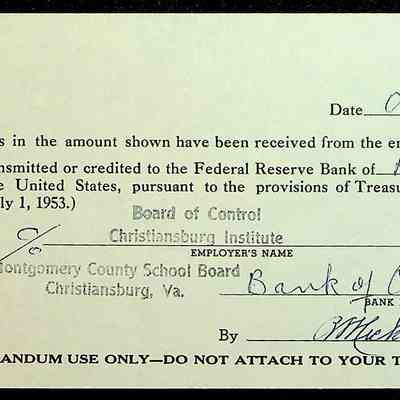 Date
s in the amount shown have been received from the en
nsmitted or credited to the Federal Reserve Bank of
e United States, pursuant to the provisions of Treasu
ly 1, 1953.)
Board of Control
% Christiansburg Institute
EMPLOYER'S NAME
ontgomery County School Board
Christiansburg, Va.
Bank of C
BANK
By
ANDUM USE ONLY—DO NOT ATTACH TO YOUR T